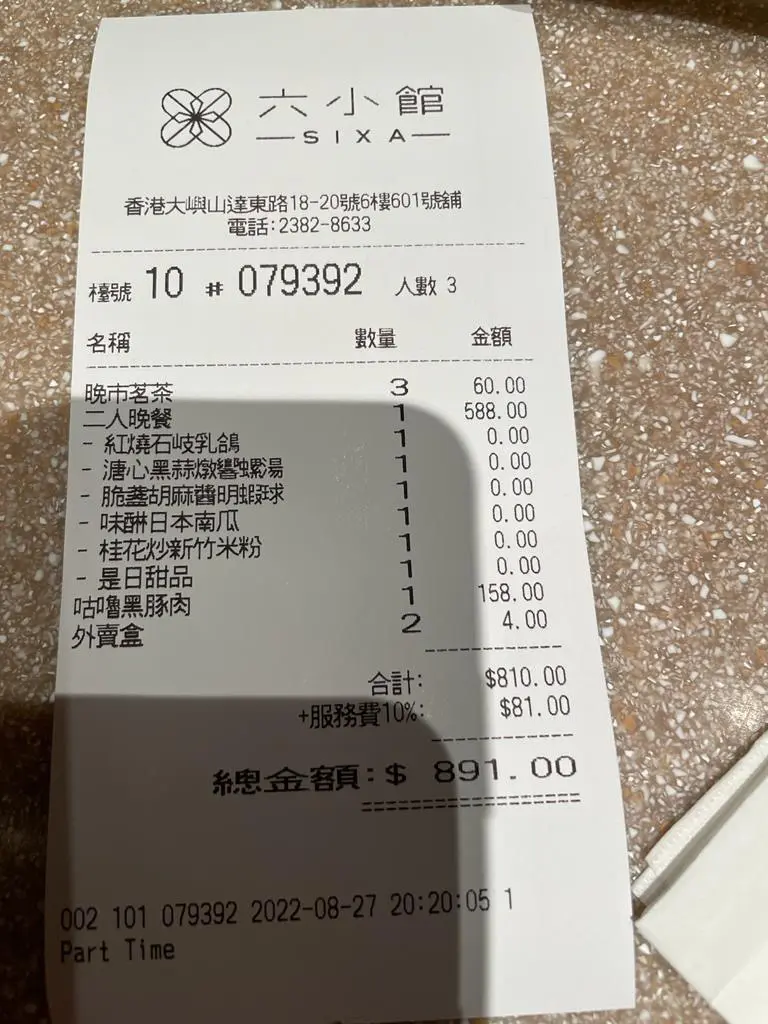 六小館
SIXA
香港大嶼山達東路18-20號6樓601號舖
電話:2382-8633
檯號 10 # 079392 人數 3
名稱 數量 金額
晚市茗茶 3 60.00
二人晚餐 1 588.00
- 紅燒石岐乳鴿 1 0.00
- 溏心黑蒜燉響螺湯 1 0.00
- 脆盞胡麻醬明蝦球 1 0.00
- 味醂日本南瓜 1 0.00
- 桂花炒新竹米粉 1 0.00
- 是日甜品 1 0.00
咕嚕黑豚肉 1 158.00
外賣盒 2 4.00
合計: $810.00
+服務費10%: $81.00
總金額:$ 891.00
002 101 079392 2022-08-27 20:20:05 1
Part Time